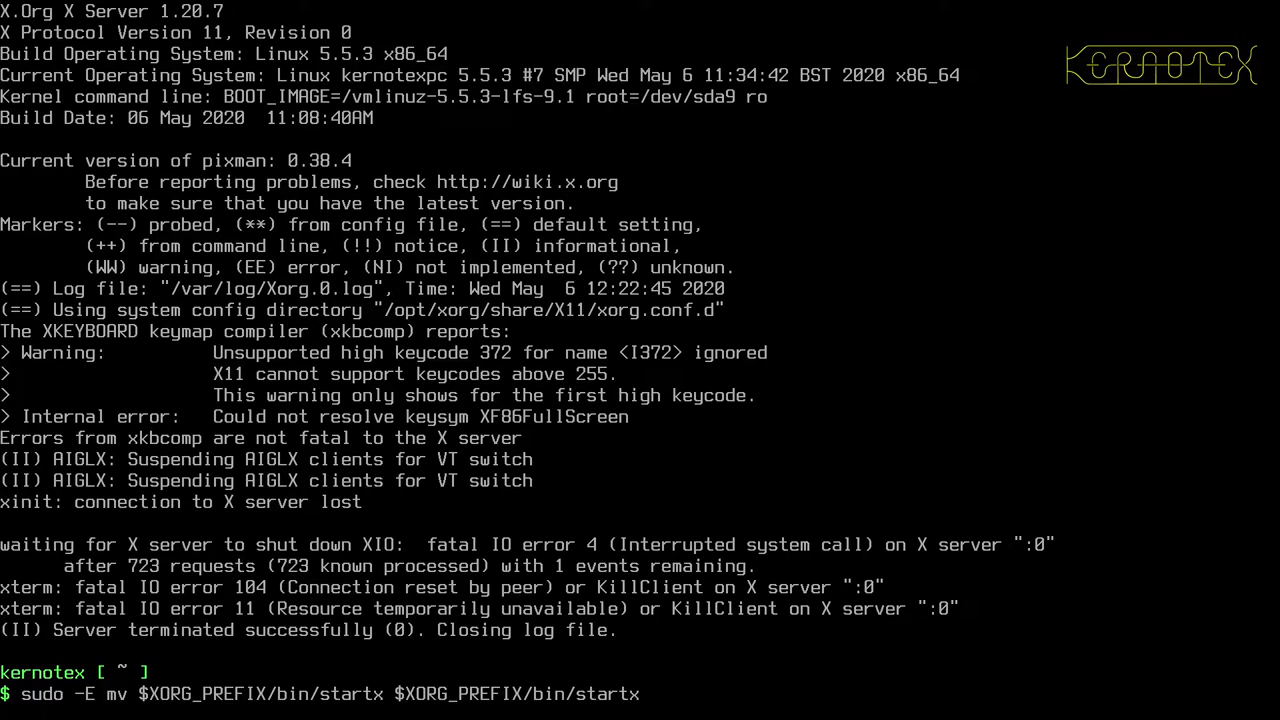 X.Org X Server 1.20.7
X Protocol Version 11, Revision 0
Build Operating System: Linux 5.5.3 x86_64
Current Operating System: Linux kernotexpc 5.5.3 #7 SMP Wed May 6 11:34:42 BST 2020 x86_64
Kernel command line: BOOT_IMAGE=/vmlinuz-5.5.3-lfs-9.1 root=/dev/sda9 ro
Build Date: 06 May 2020  11:08:40AM
KERNOTEX
Current version of pixman: 0.38.4
Before reporting problems, check http://wiki.x.org
to make sure that you have the latest version.
Markers: (--) probed, (**) from config file, (==) default setting,
(++) from command line, (!!) notice, (II) informational,
(WW) warning, (EE) error, (NI) not implemented, (??) unknown.
(==) Log file: "/var/log/Xorg.0.log", Time: Wed May  6 12:22:45 2020
(==) Using system config directory "/opt/xorg/share/X11/xorg.conf.d"
The XKEYBOARD keymap compiler (xkbcomp) reports:
> Warning:          Unsupported high keycode 372 for name <I372> ignored
>                   X11 cannot support keycodes above 255.
>                   This warning only shows for the first high keycode.
> Internal error:   Could not resolve keysym XF86FullScreen
Errors from xkbcomp are not fatal to the X server
(II) AIGLX: Suspending AIGLX clients for VT switch
(II) AIGLX: Suspending AIGLX clients for VT switch
xinit: connection to X server lost
waiting for X server to shut down XIO:  fatal IO error 4 (Interrupted system call) on X server ":0"
after 723 requests (723 known processed) with 1 events remaining.
xterm: fatal IO error 104 (Connection reset by peer) or KillClient on X server ":0"
xterm: fatal IO error 11 (Resource temporarily unavailable) or KillClient on X server ":0"
(II) Server terminated successfully (0). Closing log file.
kernotex [ ~ ]
$ sudo -E mv $XORG_PREFIX/bin/startx $XORG_PREFIX/bin/startx